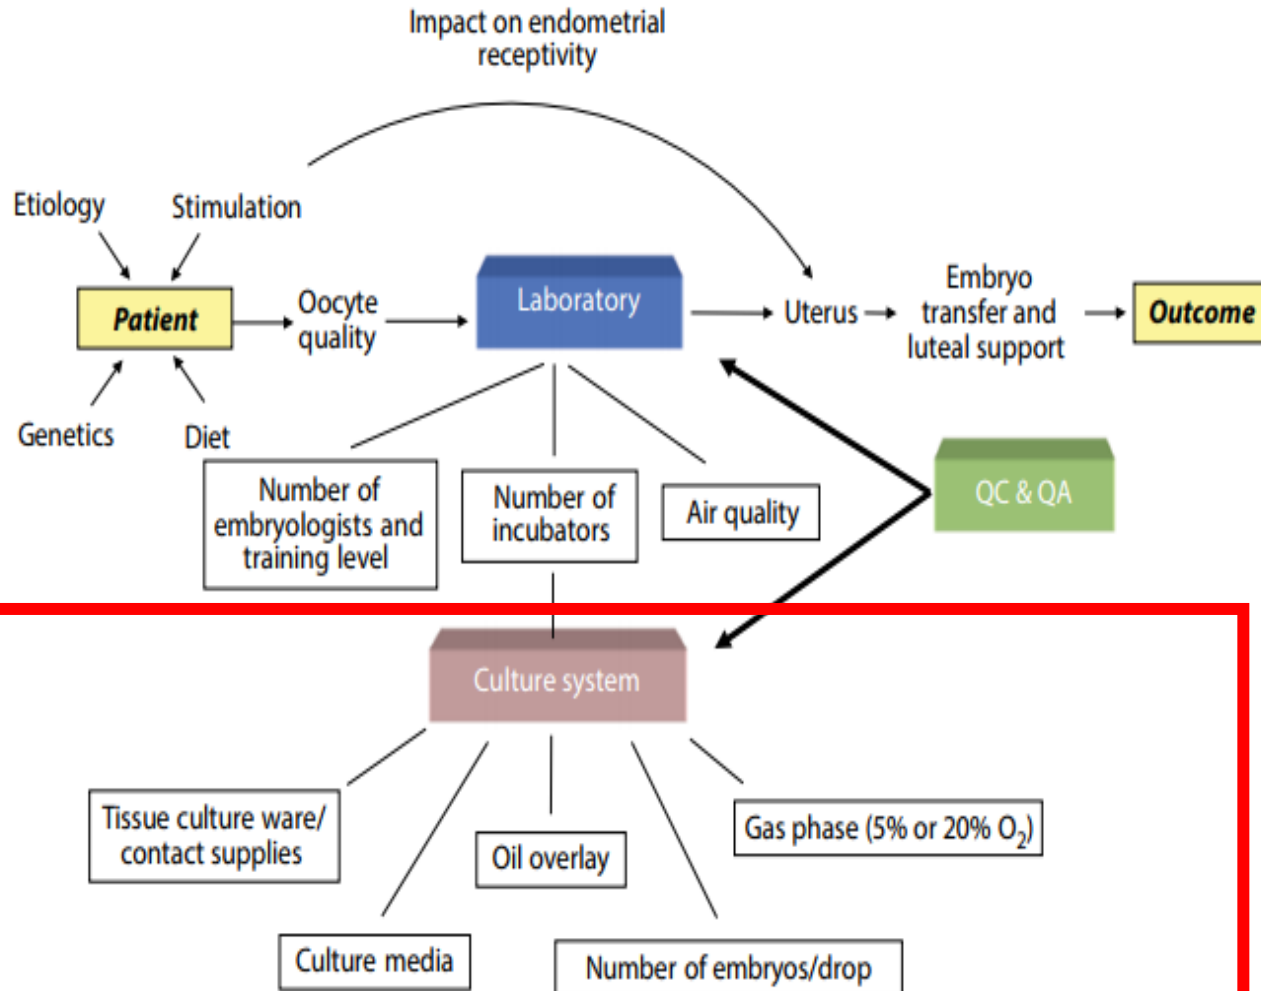 Impact on endometrial
receptivity
Etiology
Stimulation
Patient
Oocyte
quality
Laboratory
Uterus
Embryo
transfer and
luteal support
Outcome
Genetics
Diet
Number of
embryologists and
training level
Number of
incubators
Air quality
QC & QA
Culture system
Tissue culture ware/
contact supplies
Oil overlay
Gas phase (5% or 20% O₂)
Culture media
Number of embryos/drop